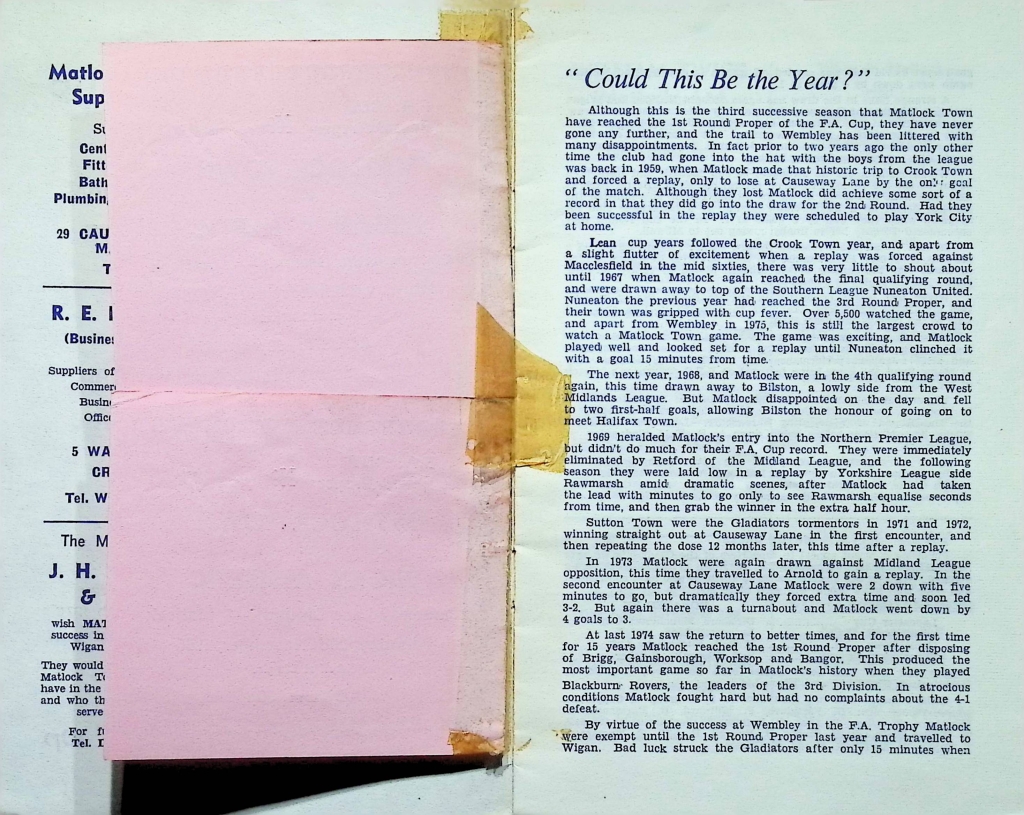 Matlo
Sup
Su
Cent
Fitt
Bath
Plumbin
29 CAU
M
T
R. E.
(Busine
Suppliers of
Commer
Busin
Offic
5 WA
CR
Tel. W
The M
J. H.
&
wish MAT
success in
Wigan
They would
Matlock T
have in the
and who th
serve
For f
Tel.
"Could This Be the Year?"
Although this is the third successive season that Matlock Town
have reached the 1st Round Proper of the F.A. Cup, they have never
gone any further, and the trail to Wembley has been littered with
many disappointments. In fact prior to two years ago the only other
time the club had gone into the hat with the boys from the league
was back in 1959, when Matlock made that historic trip to Crook Town
and forced a replay, only to lose at Causeway Lane by the only goal
of the match. Although they lost Matlock did achieve some sort of a
record in that they did go into the draw for the 2nd Round. Had they
been successful in the replay they were scheduled to play York City
at home.
Lean cup years followed the Crook Town year, and apart from
a slight flutter of excitement when a replay was forced against
Macclesfield in the mid sixties, there was very little to shout about
until 1967 when Matlock again reached the final qualifying round,
and were drawn away to top of the Southern League Nuneaton United.
Nuneaton the previous year had reached the 3rd Round Proper, and
their town was gripped with cup fever. Over 5,500 watched the game,
and apart from Wembley in 1975, this is still the largest crowd to
watch a Matlock Town game. The game was exciting, and Matlock
played well and looked set for a replay until Nuneaton clinched it
with a goal 15 minutes from time.
The next year, 1968, and Matlock were in the 4th qualifying round
again, this time drawn away to Bilston, a lowly side from the West
Midlands League. But Matlock disappointed on the day and fell
to two first-half goals, allowing Bilston the honour of going on to
meet Halifax Town.
1969 heralded Matlock's entry into the Northern Premier League,
but didn't do much for their F.A. Cup record. They were immediately
eliminated by Retford of the Midland League, and the following
season they were laid low in a replay by Yorkshire League side
Rawmarsh amid dramatic scenes, after Matlock had taken
the lead with minutes to go only to see Rawmarsh equalise seconds
from time, and then grab the winner in the extra half hour.
Sutton Town were the Gladiators tormentors in 1971 and 1972,
winning straight out at Causeway Lane in the first encounter, and
then repeating the dose 12 months later, this time after a replay.
In 1973 Matlock were again drawn against Midland League
opposition, this time they travelled to Arnold to gain a replay. In the
second encounter at Causeway Lane Matlock were 2 down with five
minutes to go, but dramatically they forced extra time and soon led
3-2. But again there was a turnabout and Matlock went down by
4 goals to 3.
At last 1974 saw the return to better times, and for the first time
for 15 years Matlock reached the 1st Round Proper after disposing
of Brigg, Gainsborough, Worksop and Bangor. This produced the
most important game so far in Matlock's history when they played
Blackburn Rovers, the leaders of the 3rd Division. In atrocious
conditions Matlock fought hard but had no complaints about the 4-1
defeat.
By virtue of the success at Wembley in the F.A. Trophy Matlock
were exempt until the 1st Round Proper last year and travelled to
Wigan. Bad luck struck the Gladiators after only 15 minutes when